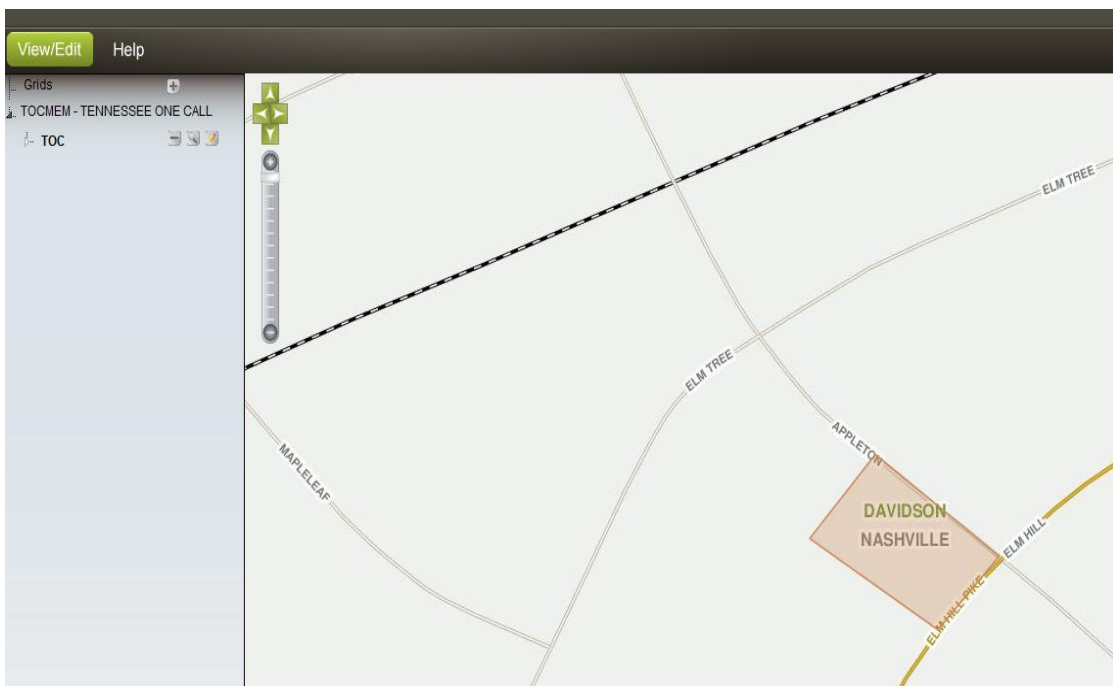 View/Edit Help
Grids
TOCMEM - TENNESSEE ONE CALL
TOC
ELM TREE
ELM TREE
APPLETON
MAPLELEAF
DAVIDSON
NASHVILLE
ELM HILL
ELM HILL PIKE